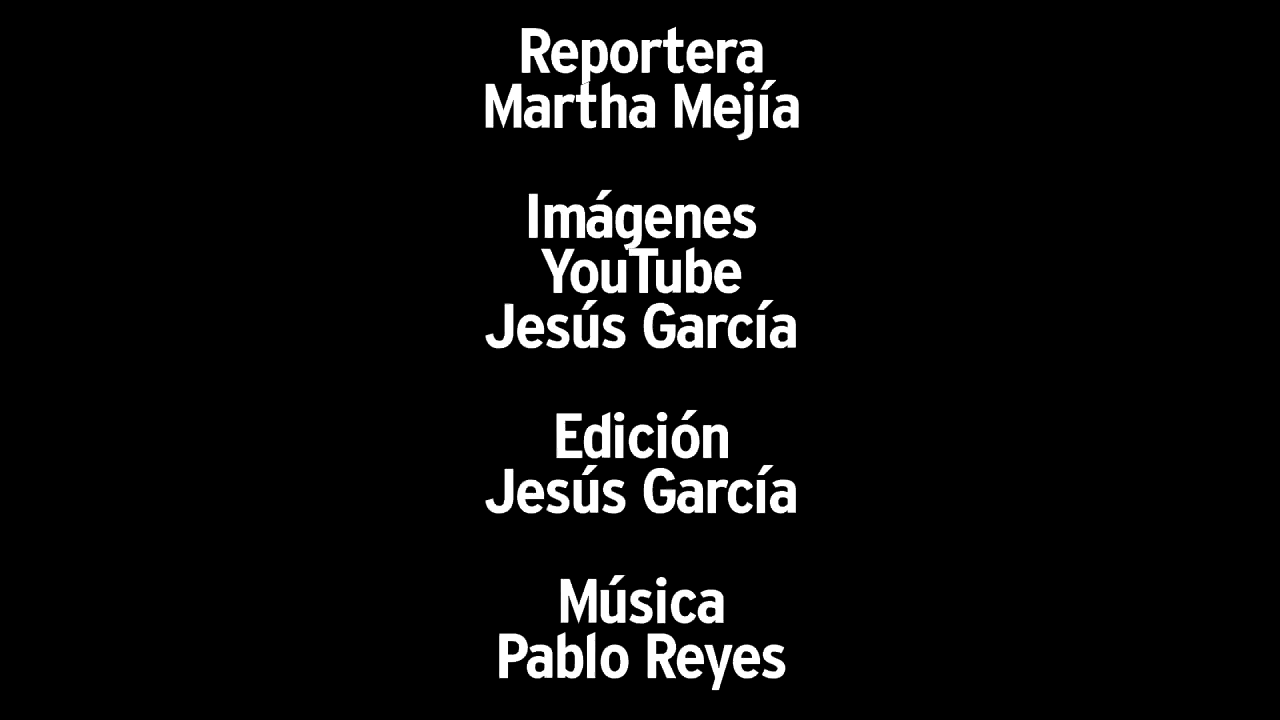 Reportera
Martha Mejía
Imágenes
YouTube
Jesús García
Edición
Jesús García
Música
Pablo Reyes